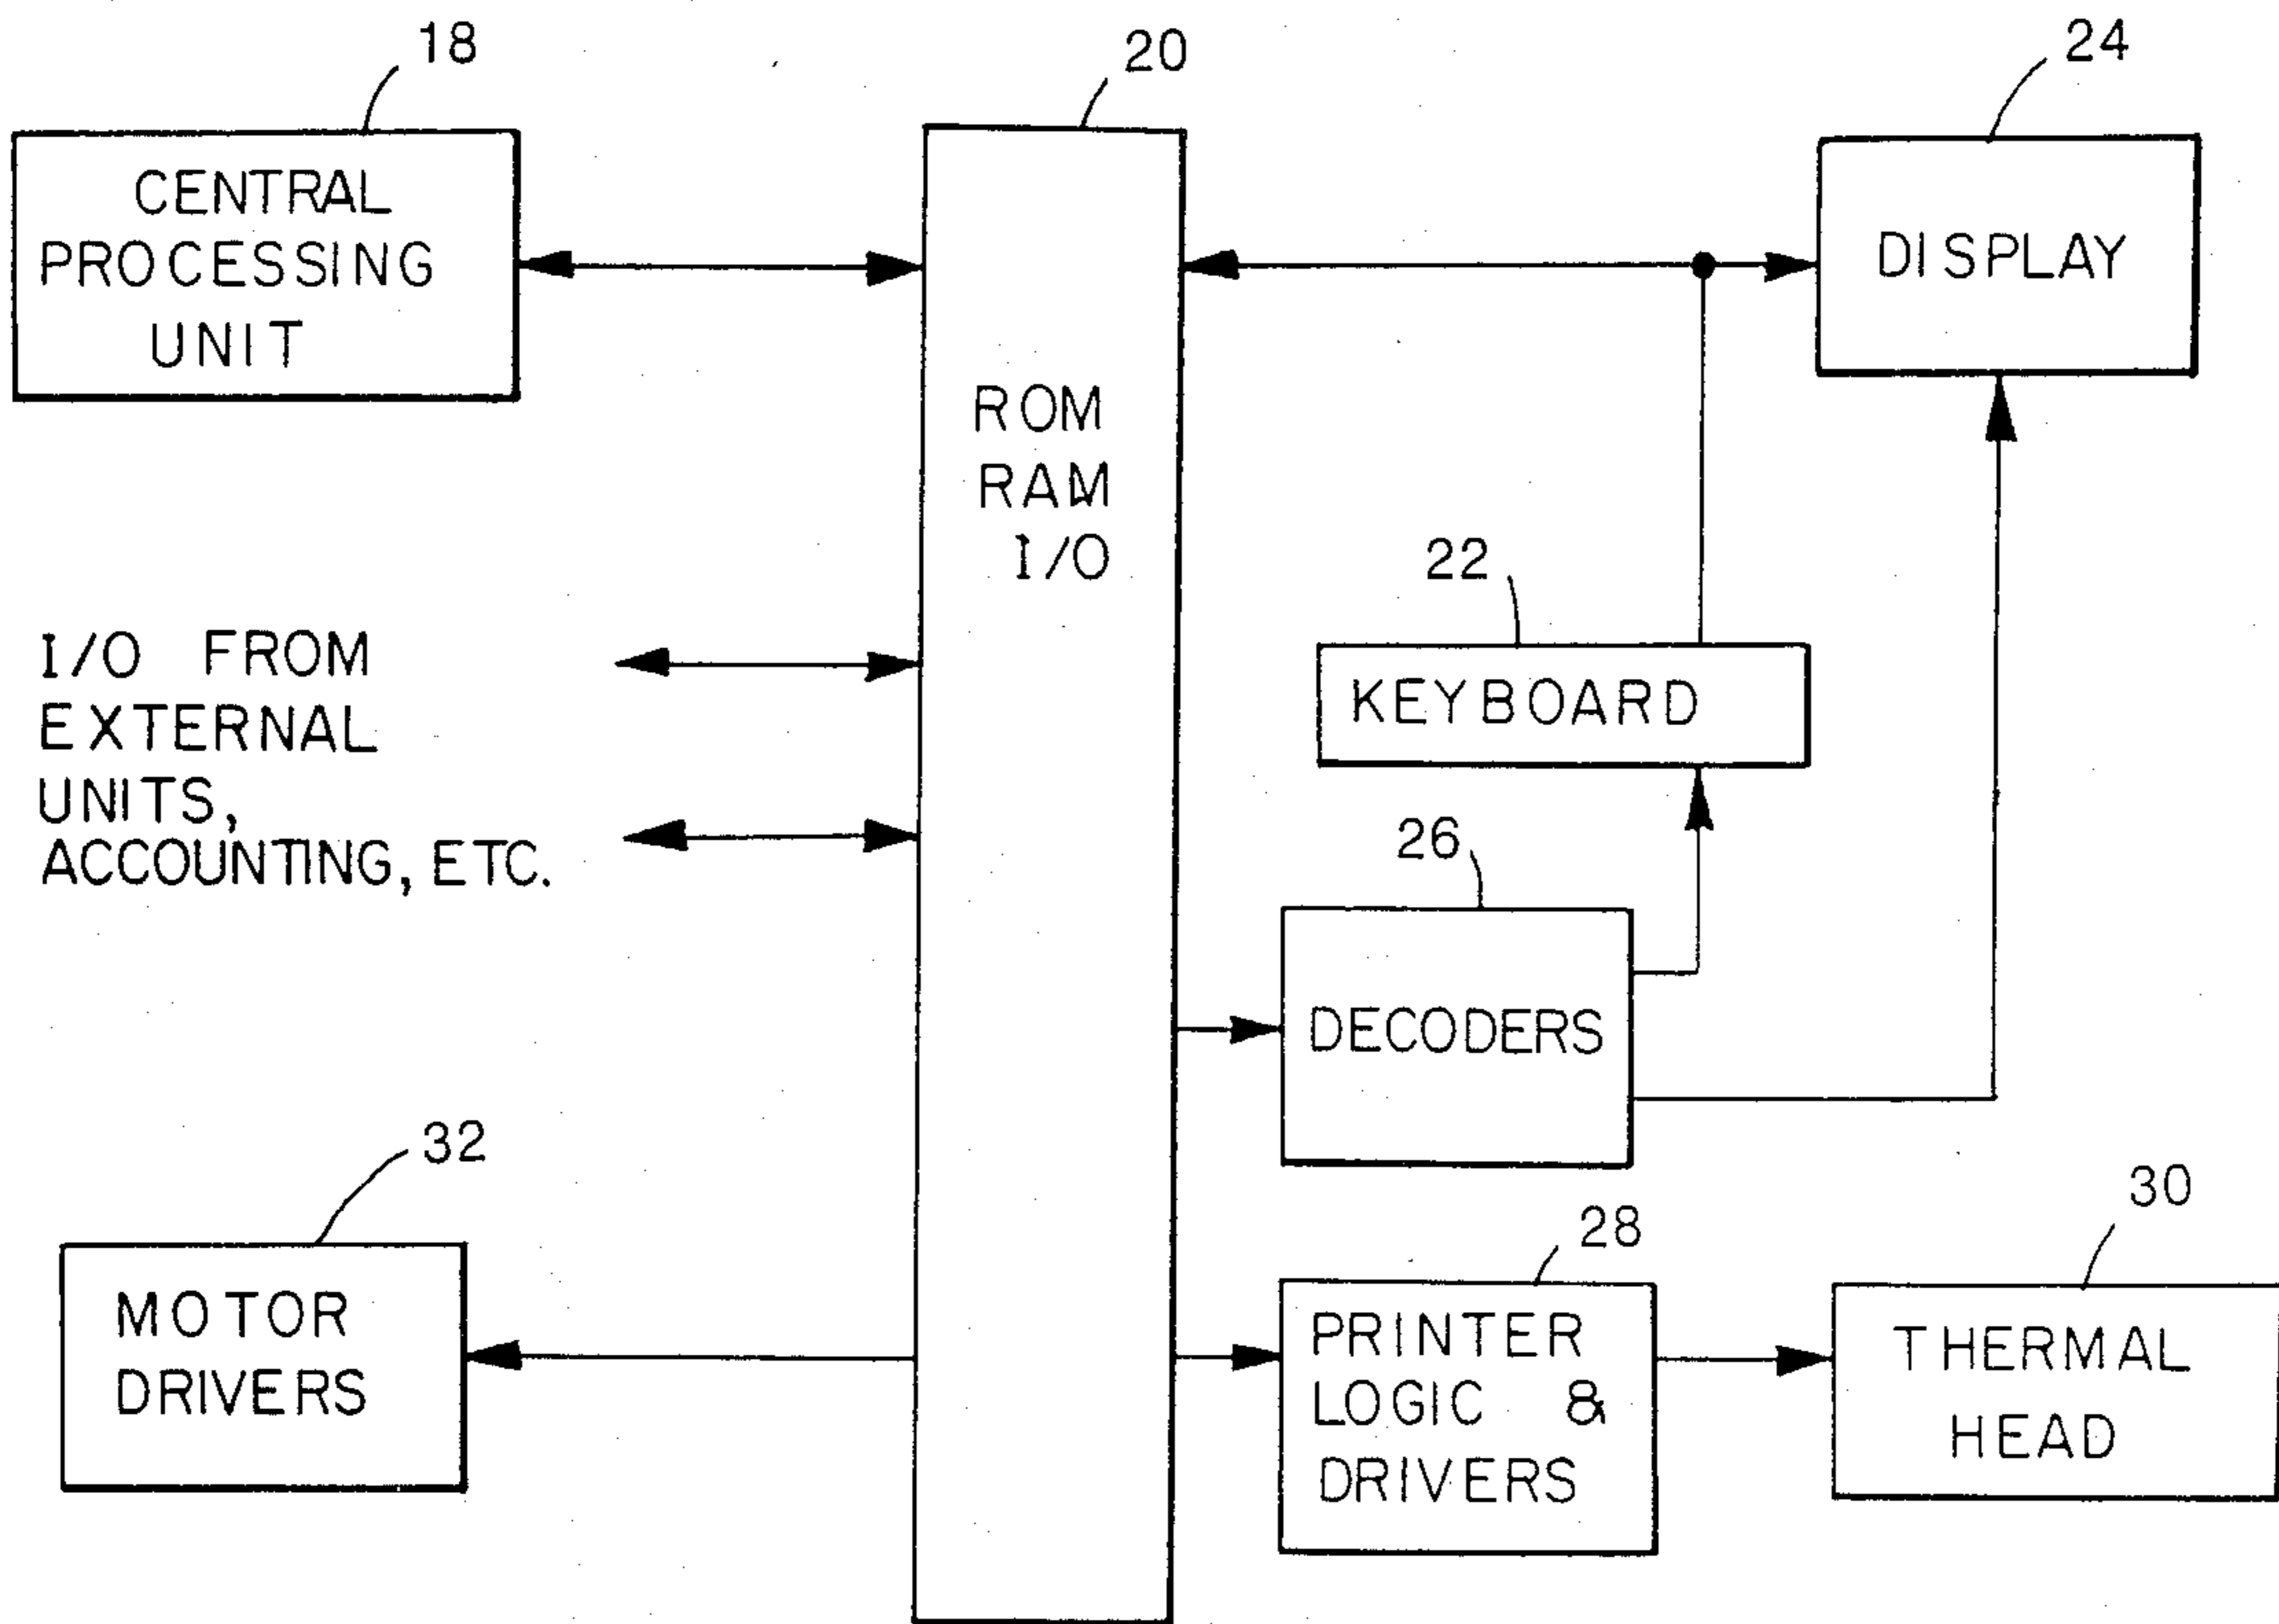 18
20
24
CENTRAL
PROCESSING
UNIT
DISPLAY
ROM
RAM
I/O
22
I/O FROM
EXTERNAL
UNITS,
ACCOUNTING, ETC.
KEYBOARD
26
DECODERS
32
MOTOR
DRIVERS
28
30
PRINTER
LOGIC &
DRIVERS
THERMAL
HEAD